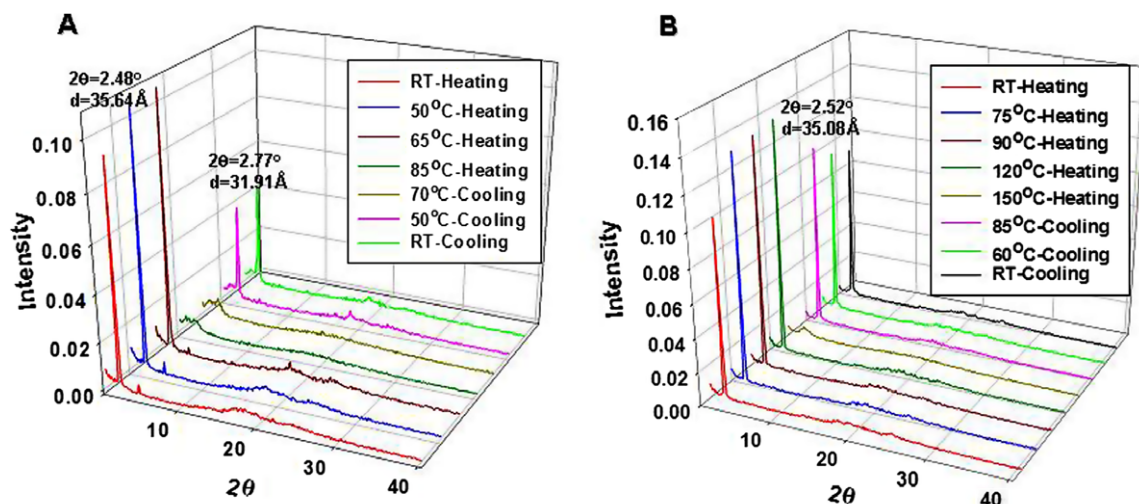 A
2θ=2.48°
d=35.64Å
2θ=2.77°
d=31.91Å
RT-Heating
50°C-Heating
65°C-Heating
85°C-Heating
70°C-Cooling
50°C-Cooling
RT-Cooling
Intensity
0.10
0.08
0.06
0.04
0.02
0.00
10
20
30
40
2θ
B
2θ=2.52°
d=35.08Å
RT-Heating
75°C-Heating
90°C-Heating
120°C-Heating
150°C-Heating
85°C-Cooling
60°C-Cooling
RT-Cooling
Intensity
0.16
0.14
0.12
0.10
0.08
0.06
0.04
0.02
0.00
10
20
30
40
2θ